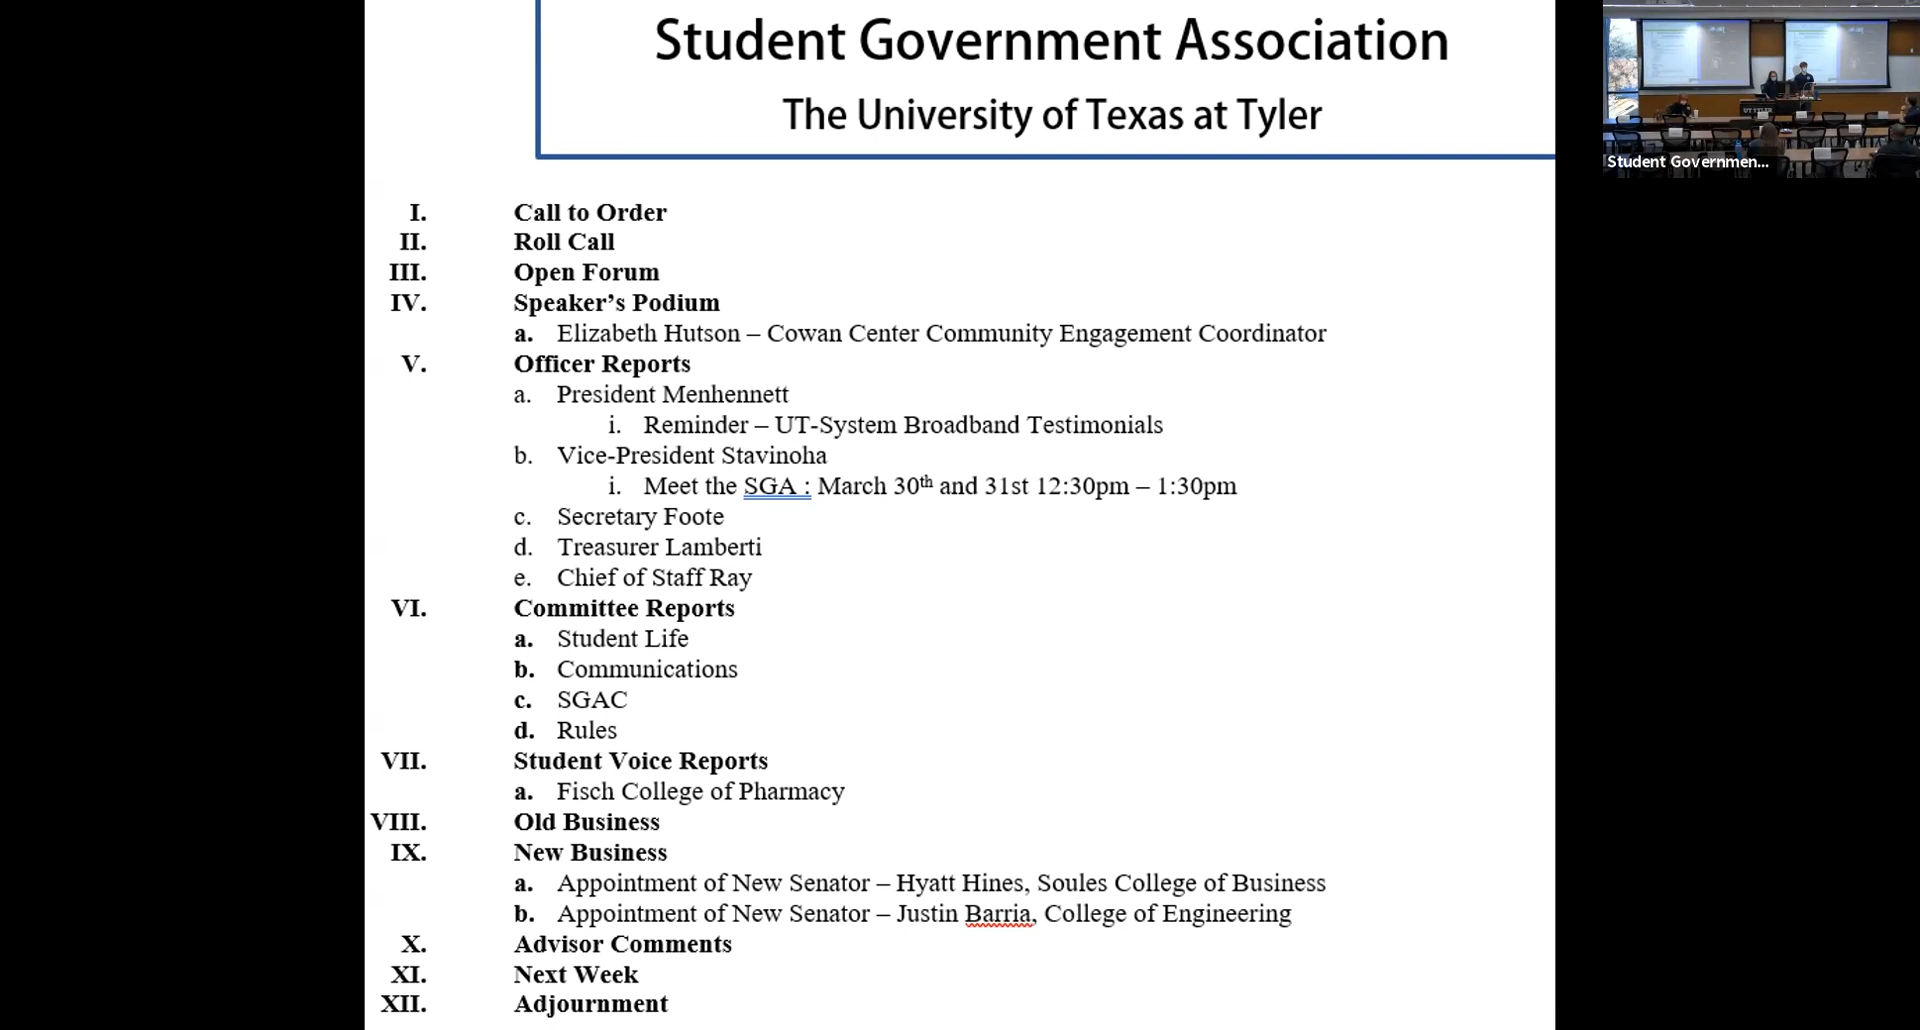 Student Government Association
The University of Texas at Tyler
Student Governmen...
UT TYLER
I. Call to Order
II. Roll Call
III. Open Forum
IV. Speaker’s Podium
a. Elizabeth Hutson – Cowan Center Community Engagement Coordinator
V. Officer Reports
a. President Menhennett
i. Reminder – UT-System Broadband Testimonials
b. Vice-President Stavinoha
i. Meet the SGA : March 30th and 31st 12:30pm – 1:30pm
c. Secretary Foote
d. Treasurer Lamberti
e. Chief of Staff Ray
VI. Committee Reports
a. Student Life
b. Communications
c. SGAC
d. Rules
VII. Student Voice Reports
a. Fisch College of Pharmacy
VIII. Old Business
IX. New Business
a. Appointment of New Senator – Hyatt Hines, Soules College of Business
b. Appointment of New Senator – Justin Barria, College of Engineering
X. Advisor Comments
XI. Next Week
XII. Adjournment